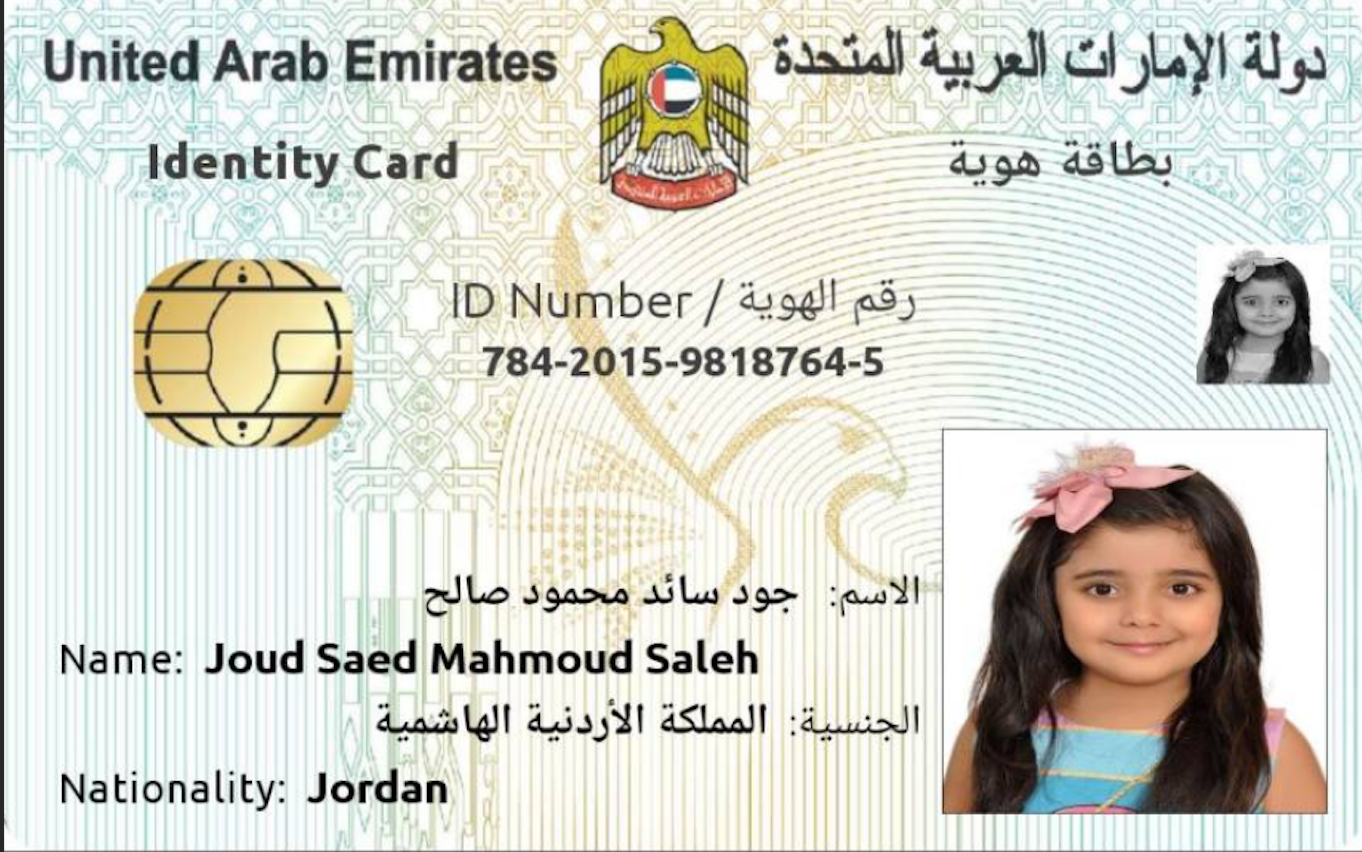 United Arab Emirates
دولة الإمارات العربية المتحدة
Identity Card
بطاقة هوية
ID Number / رقم الهوية
784-2015-9818764-5
الاسم: جود سائد محمود صالح
Name: Joud Saed Mahmoud Saleh
الجنسية: المملكة الأردنية الهاشمية
Nationality: Jordan